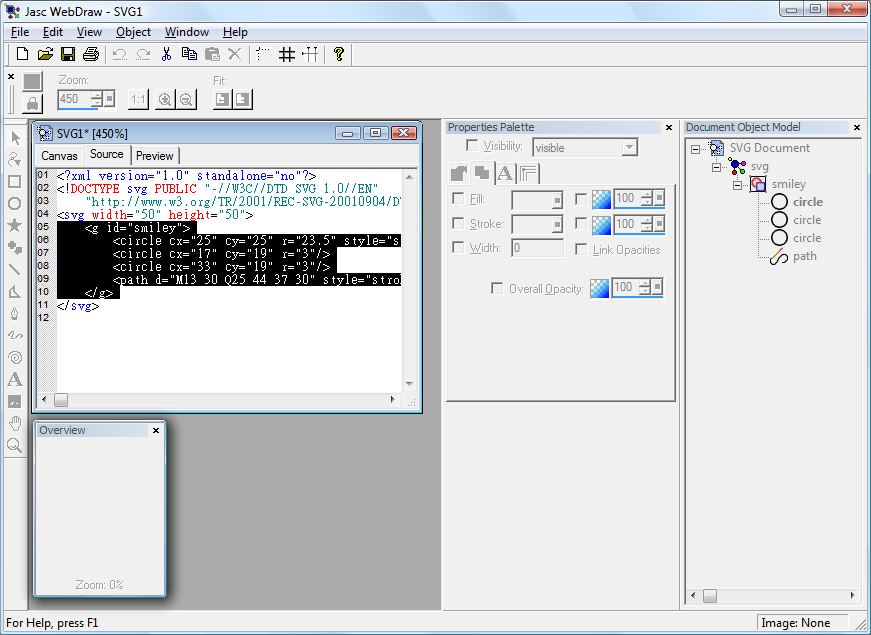 Jasc WebDraw - SVG1
File Edit View Object Window Help
Zoom:
Fit:
450
1:1
SVG1* [450%]
Canvas Source Preview
01 <?xml version="1.0" standalone="no"?>
02 <!DOCTYPE svg PUBLIC "-//W3C//DTD SVG 1.0//EN"
03 "http://www.w3.org/TR/2001/REC-SVG-20010904/D
04 <svg width="50" height="50">
05 <g id="smiley">
06 <circle cx="25" cy="25" r="23.5" style="s
07 <circle cx="17" cy="19" r="3"/>
08 <circle cx="33" cy="19" r="3"/>
09 <path d="M13 30 Q25 44 37 30" style="stro
10 </g>
11 </svg>
12
Overview
Zoom: 0%
Properties Palette
Visibility: visible
A
Fill: 100
Stroke: 100
Width: 0 Link Opacities
Overall Opacity: 100
Document Object Model
SVG Document
svg
smiley
circle
circle
circle
path
For Help, press F1
Image: None